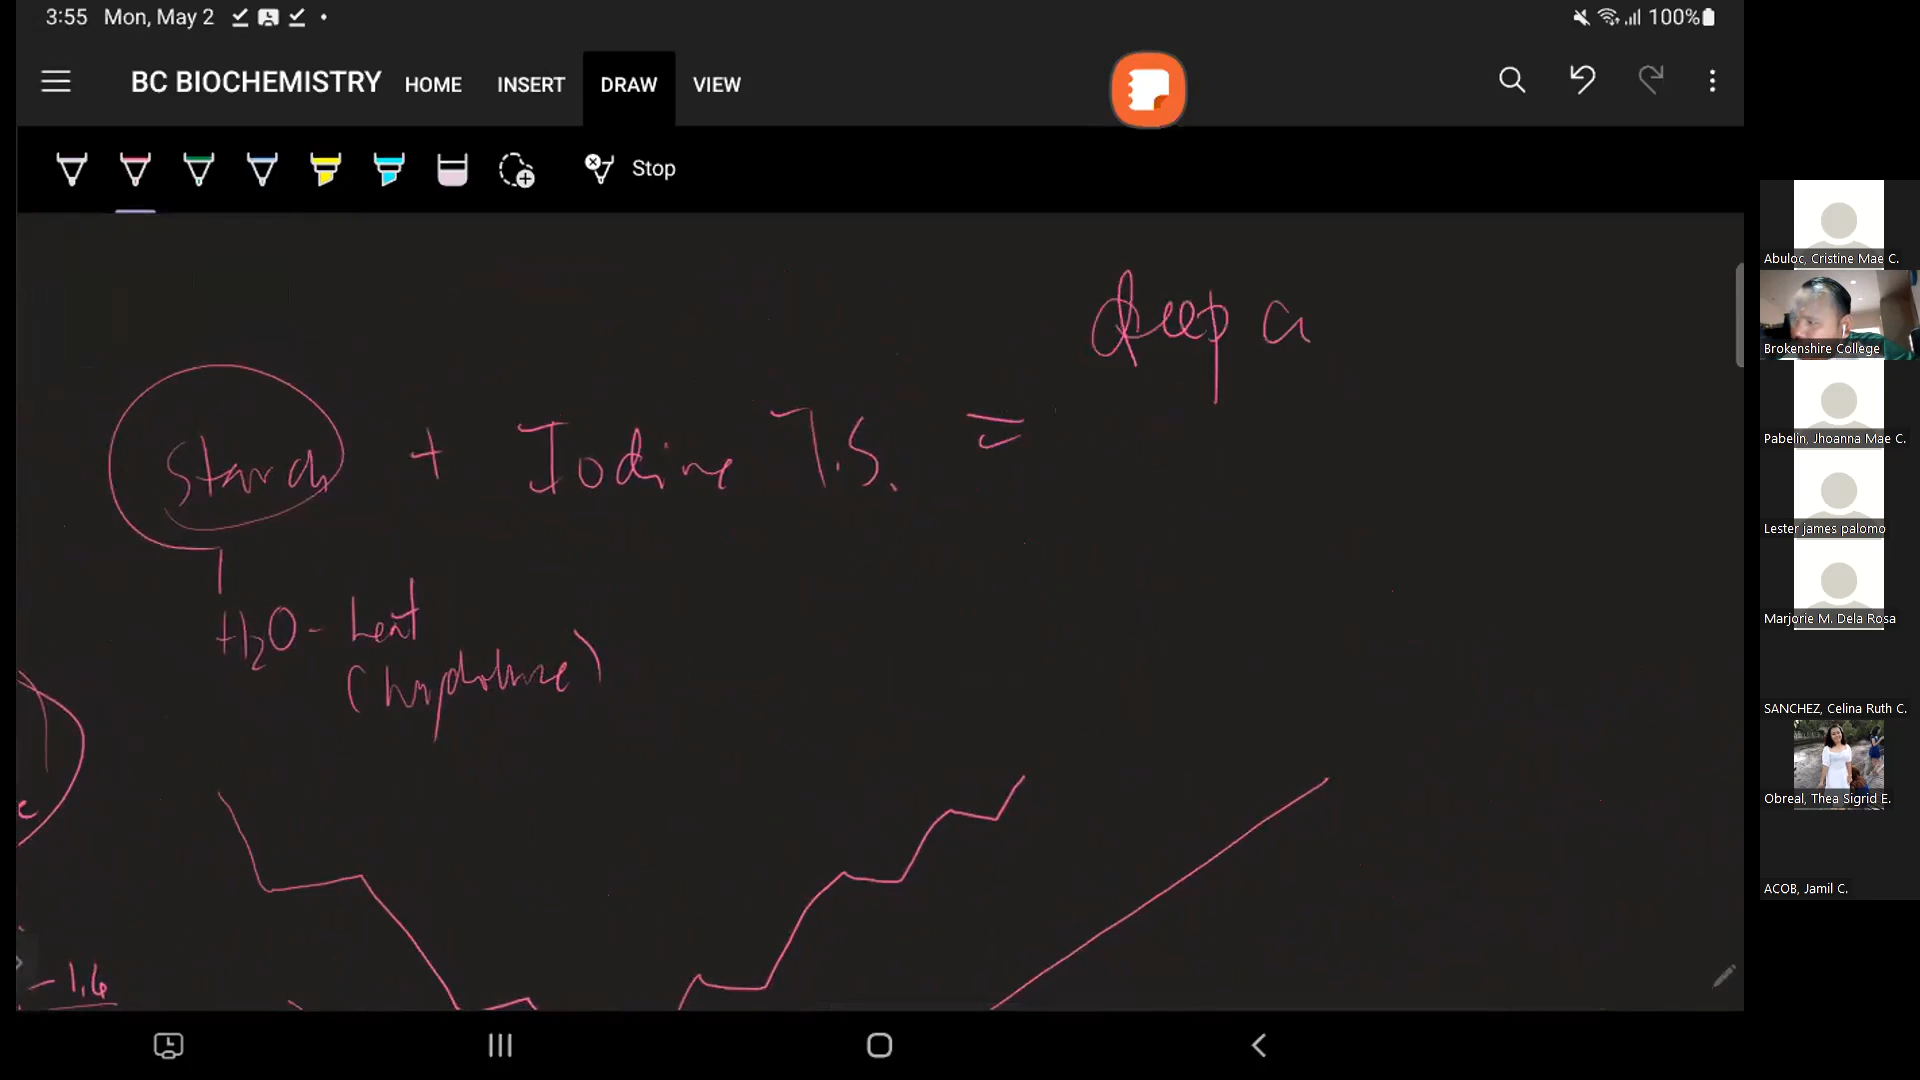 3:55 Mon, May 2
100%
BC BIOCHEMISTRY HOME INSERT DRAW VIEW
Stop
deep a
Starch + Iodine T.S. =
H2O - heat
- 1.6
Abuloc, Cristine Mae C.
Brokenshire College
Pabelin, Jhoanna Mae C.
Lester james palomo
Marjorie M. Dela Rosa
SANCHEZ, Celina Ruth C.
Obreal, Thea Sigrid E.
ACOB, Jamil C.